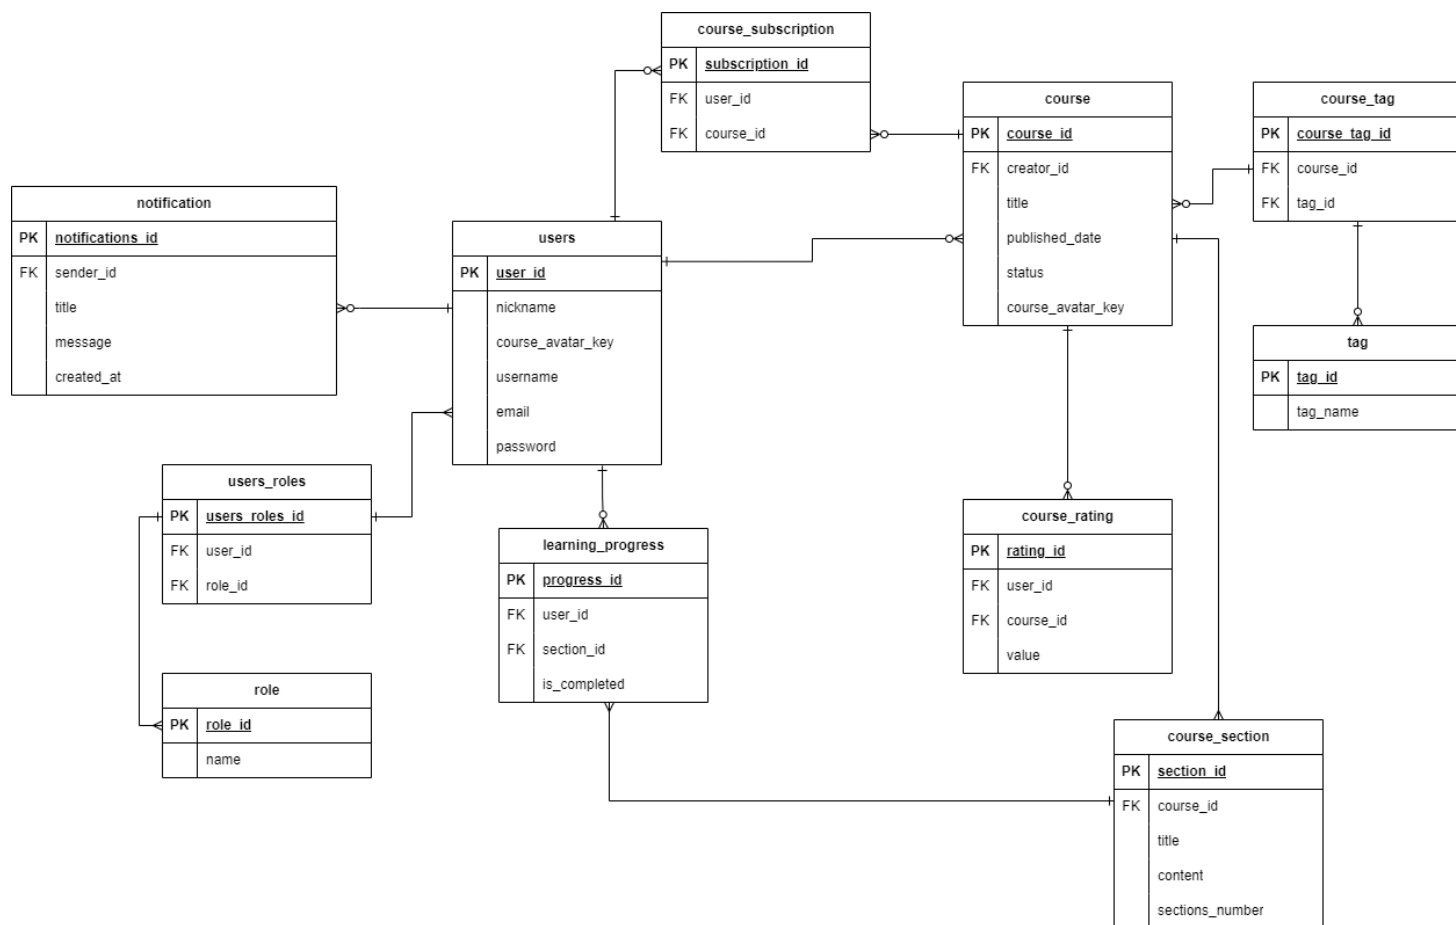 course_subscription
PK subscription_id
FK user_id
FK course_id
course
PK course_id
FK creator_id
title
published_date
status
course_avatar_key
course_tag
PK course_tag_id
FK course_id
FK tag_id
notification
PK notifications_id
FK sender_id
title
message
created_at
users
PK user_id
nickname
course_avatar_key
username
email
password
tag
PK tag_id
tag_name
users_roles
PK users_roles_id
FK user_id
FK role_id
learning_progress
PK progress_id
FK user_id
FK section_id
is_completed
course_rating
PK rating_id
FK user_id
FK course_id
value
role
PK role_id
name
course_section
PK section_id
FK course_id
title
content
sections_number